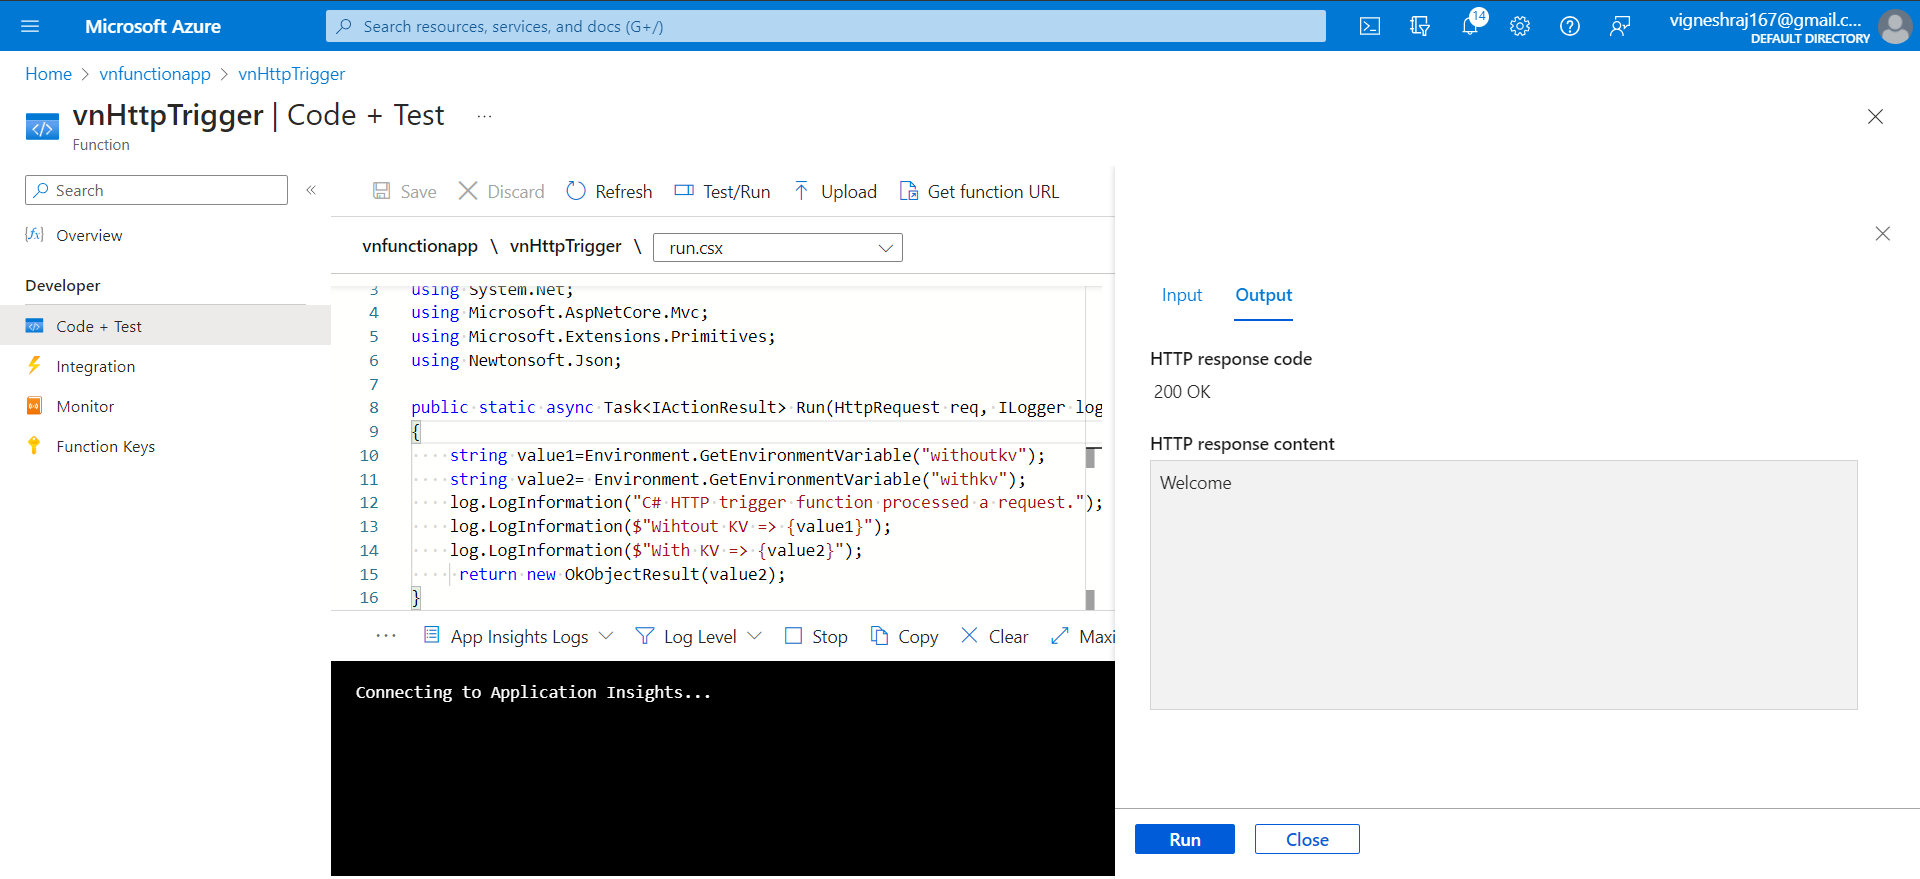 Microsoft Azure
Search resources, services, and docs (G+/)
14
vigneshraj167@gmail.c...
DEFAULT DIRECTORY
Home > vnfunctionapp > vnHttpTrigger
vnHttpTrigger | Code + Test ...
Function
Search «
Overview
Developer
Code + Test
Integration
Monitor
Function Keys
Save Discard Refresh Test/Run Upload Get function URL
vnfunctionapp \ vnHttpTrigger \ run.csx
3 using System.Net;
4 using Microsoft.AspNetCore.Mvc;
5 using Microsoft.Extensions.Primitives;
6 using Newtonsoft.Json;
7
8 public static async Task<IActionResult> Run(HttpRequest req, ILogger log
9 {
10 string value1=Environment.GetEnvironmentVariable("withoutkv");
11 string value2= Environment.GetEnvironmentVariable("withkv");
12 log.LogInformation("C# HTTP trigger function processed a request.");
13 log.LogInformation($"Wihtout KV => {value1}");
14 log.LogInformation($"With KV => {value2}");
15 return new OkObjectResult(value2);
16 }
... App Insights Logs Log Level Stop Copy Clear Maxi
Connecting to Application Insights...
Input Output
HTTP response code
200 OK
HTTP response content
Welcome
Run Close